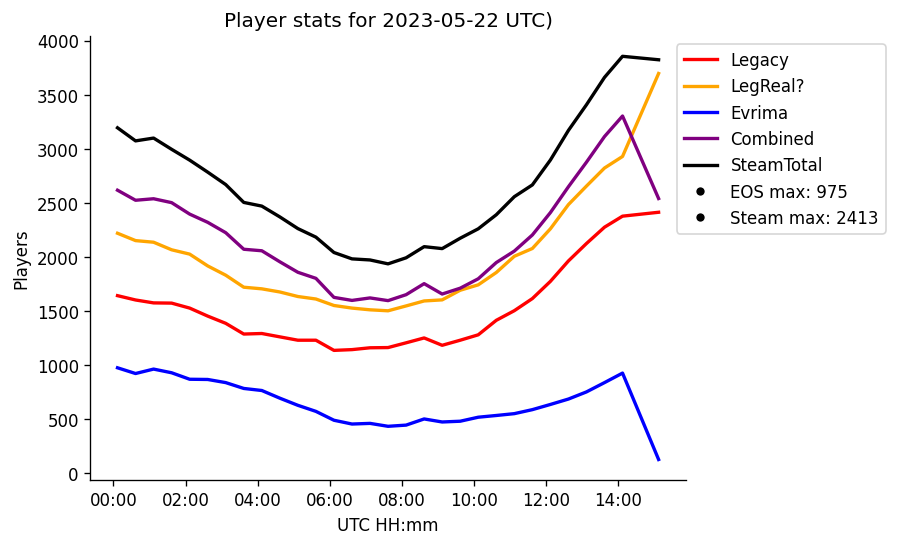 Player stats for 2023-05-22 UTC)
4000
3500
3000
2500
2000
1500
1000
500
0
Players
00:00 02:00 04:00 06:00 08:00 10:00 12:00 14:00
UTC HH:mm
Legacy
LegReal?
Evrima
Combined
SteamTotal
EOS max: 975
Steam max: 2413